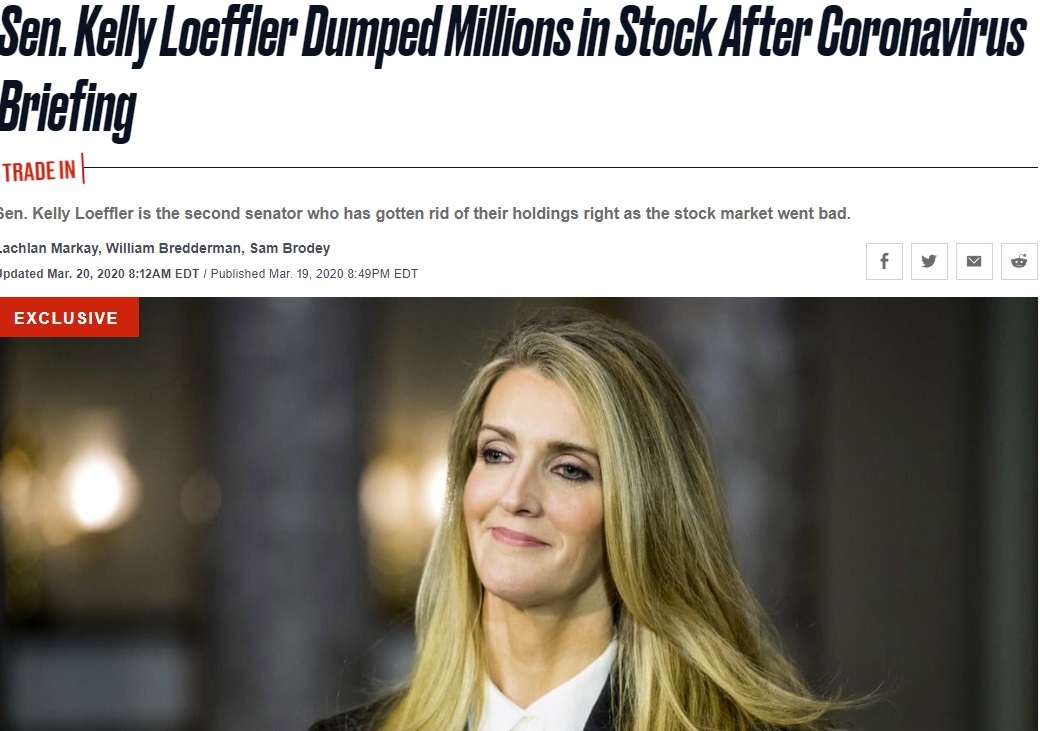 Sen. Kelly Loeffler Dumped Millions in Stock After Coronavirus
Briefing
TRADE IN
Sen. Kelly Loeffler is the second senator who has gotten rid of their holdings right as the stock market went bad.
Lachlan Markay, William Bredderman, Sam Brodey
Updated Mar. 20, 2020 8:12AM EDT / Published Mar. 19, 2020 8:49PM EDT
EXCLUSIVE